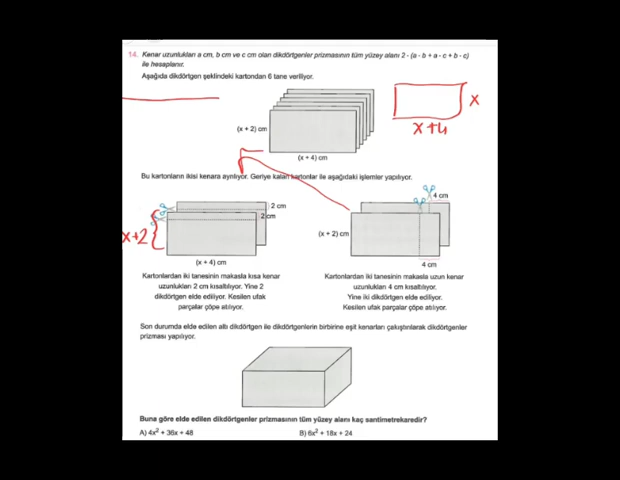 14. Kenar uzunlukları a cm, b cm ve c cm olan dikdörtgenler prizmasının tüm yüzey alanı 2 · (a · b + a · c + b · c)
ile hesaplanır.
Aşağıda dikdörtgen şeklindeki kartondan 6 tane veriliyor.
x
x+4
(x + 2) cm
(x + 4) cm
Bu kartonların ikisi kenara ayrılıyor. Geriye kalan kartonlar ile aşağıdaki işlemler yapılıyor.
4 cm
2 cm
2 cm
x+2
(x + 2) cm
(x + 4) cm
4 cm
Kartonlardan iki tanesinin makasla kısa kenar
uzunlukları 2 cm kısaltılıyor. Yine 2
dikdörtgen elde ediliyor. Kesilen ufak
parçalar çöpe atılıyor.
Kartonlardan iki tanesinin makasla uzun kenar
uzunlukları 4 cm kısaltılıyor.
Yine iki dikdörtgen elde ediliyor.
Kesilen ufak parçalar çöpe atılıyor.
Son durumda elde edilen altı dikdörtgen ile dikdörtgenlerin birbirine eşit kenarları çakıştırılarak dikdörtgenler
prizması yapılıyor.
Buna göre elde edilen dikdörtgenler prizmasının tüm yüzey alanı kaç santimetrekaredir?
A) 4x² + 36x + 48
B) 6x² + 18x + 24